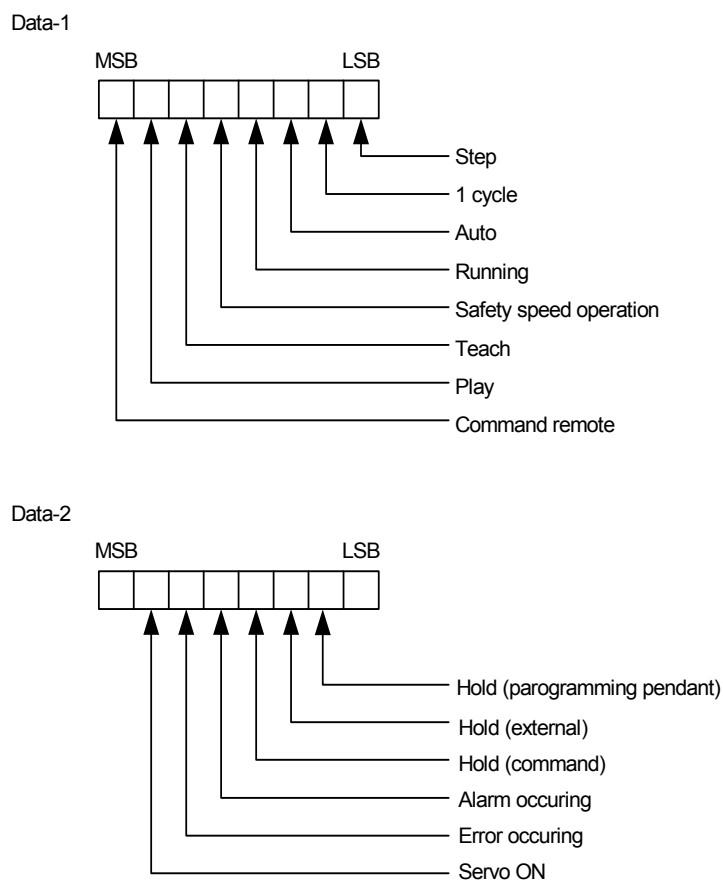 Data-1
MSB LSB
Step
1 cycle
Auto
Running
Safety speed operation
Teach
Play
Command remote
Data-2
MSB LSB
Hold (parogramming pendant)
Hold (external)
Hold (command)
Alarm occuring
Error occuring
Servo ON